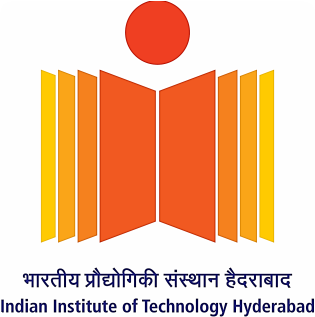 भारतीय प्रौद्योगिकी संस्थान हैदराबाद
Indian Institute of Technology Hyderabad